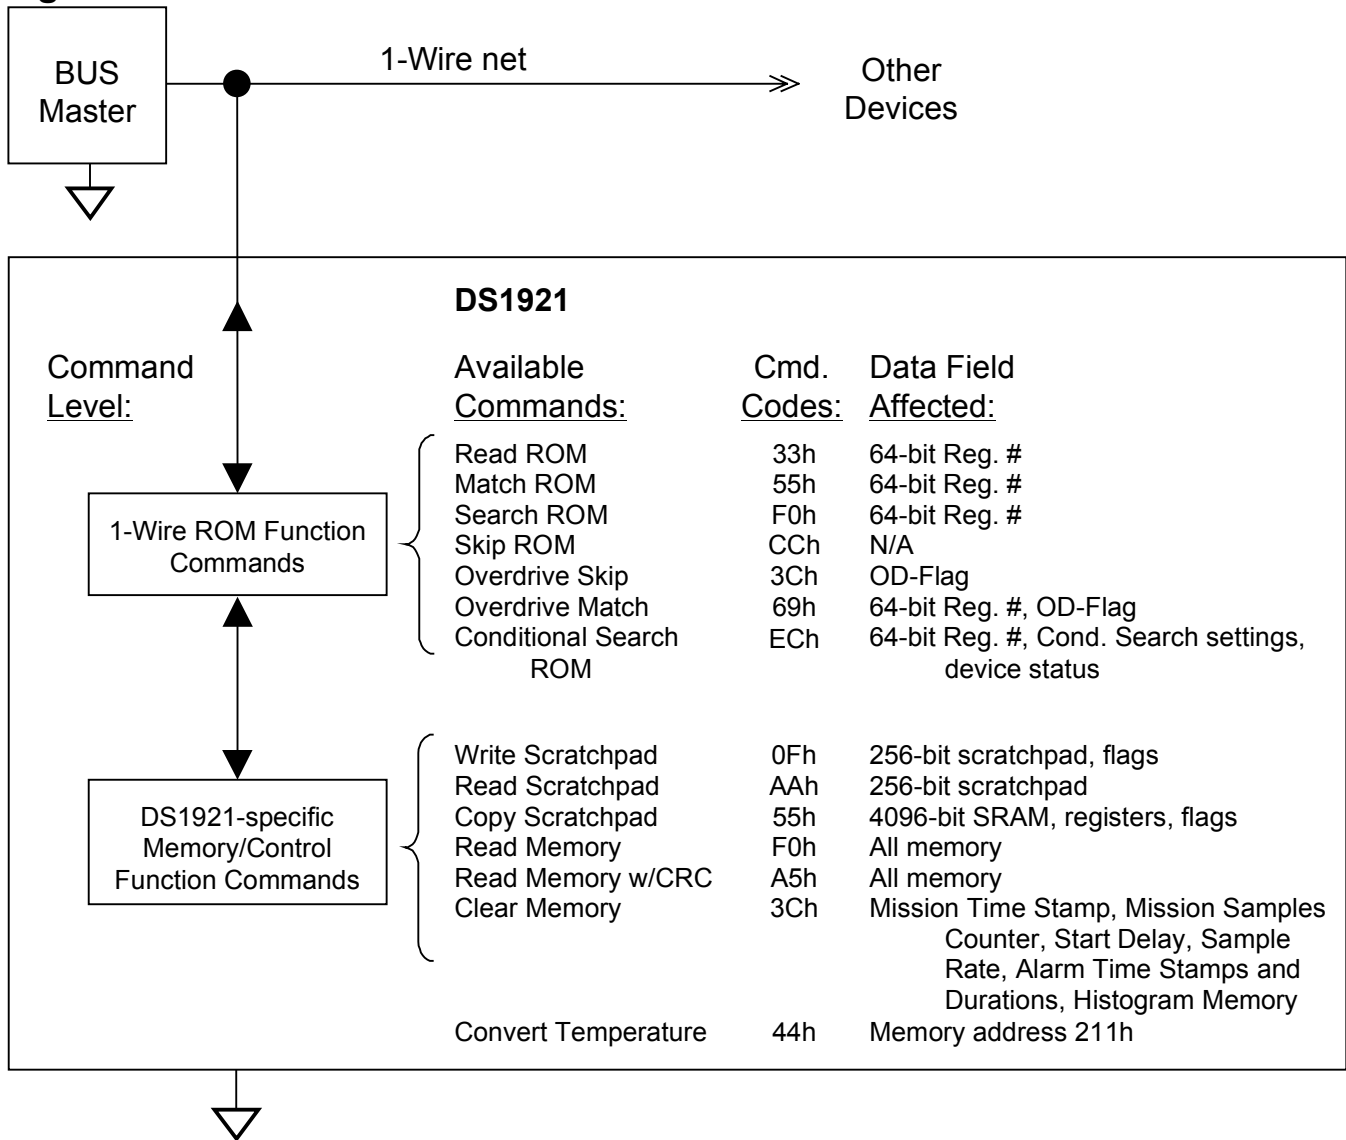 BUS
Master
1-Wire net
Other
Devices
DS1921
Command
Level:
Available
Commands:
Cmd.
Codes:
Data Field
Affected:
1-Wire ROM Function
Commands
Read ROM 33h 64-bit Reg. #
Match ROM 55h 64-bit Reg. #
Search ROM F0h 64-bit Reg. #
Skip ROM CCh N/A
Overdrive Skip 3Ch OD-Flag
Overdrive Match 69h 64-bit Reg. #, OD-Flag
Conditional Search ECh 64-bit Reg. #, Cond. Search settings,
ROM device status
DS1921-specific
Memory/Control
Function Commands
Write Scratchpad 0Fh 256-bit scratchpad, flags
Read Scratchpad AAh 256-bit scratchpad
Copy Scratchpad 55h 4096-bit SRAM, registers, flags
Read Memory F0h All memory
Read Memory w/CRC A5h All memory
Clear Memory 3Ch Mission Time Stamp, Mission Samples
Counter, Start Delay, Sample
Rate, Alarm Time Stamps and
Durations, Histogram Memory
Convert Temperature 44h Memory address 211h